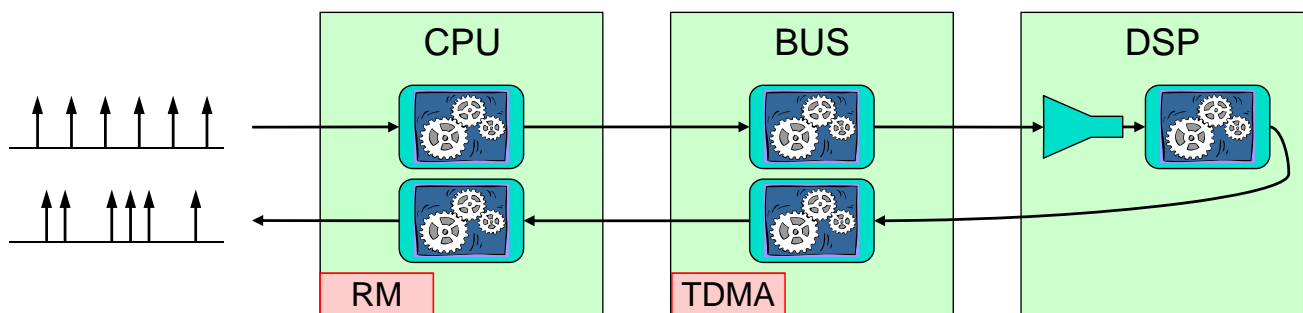 CPU
BUS
DSP
RM
TDMA